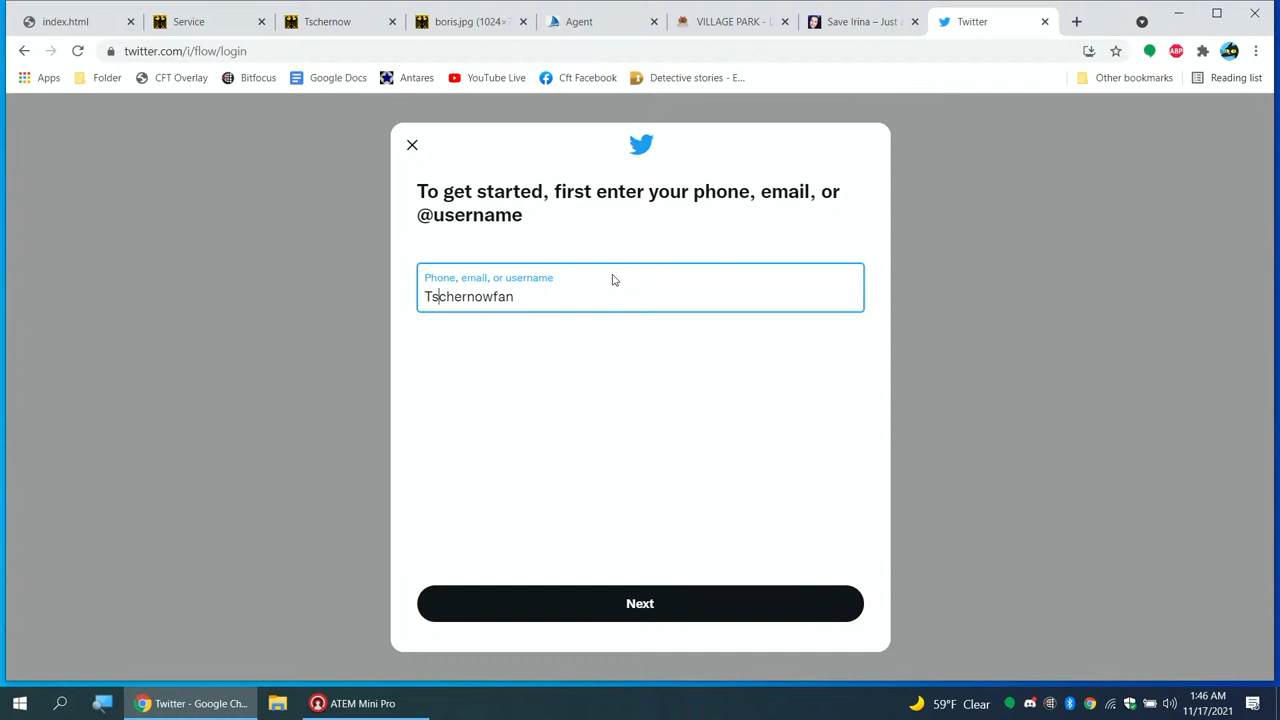 index.html
Service
Tschernow
boris.jpg (1024×7
Agent
VILLAGE PARK - D
Save Irina – Just a
Twitter
twitter.com/i/flow/login
ABP
Apps
Folder
CFT Overlay
Bitfocus
Google Docs
Antares
YouTube Live
Cft Facebook
Detective stories - E...
Other bookmarks
Reading list
To get started, first enter your phone, email, or
@username
Phone, email, or username
Tschernowfan
Next
Twitter - Google Ch...
ATEM Mini Pro
59°F Clear
1:46 AM
11/17/2021